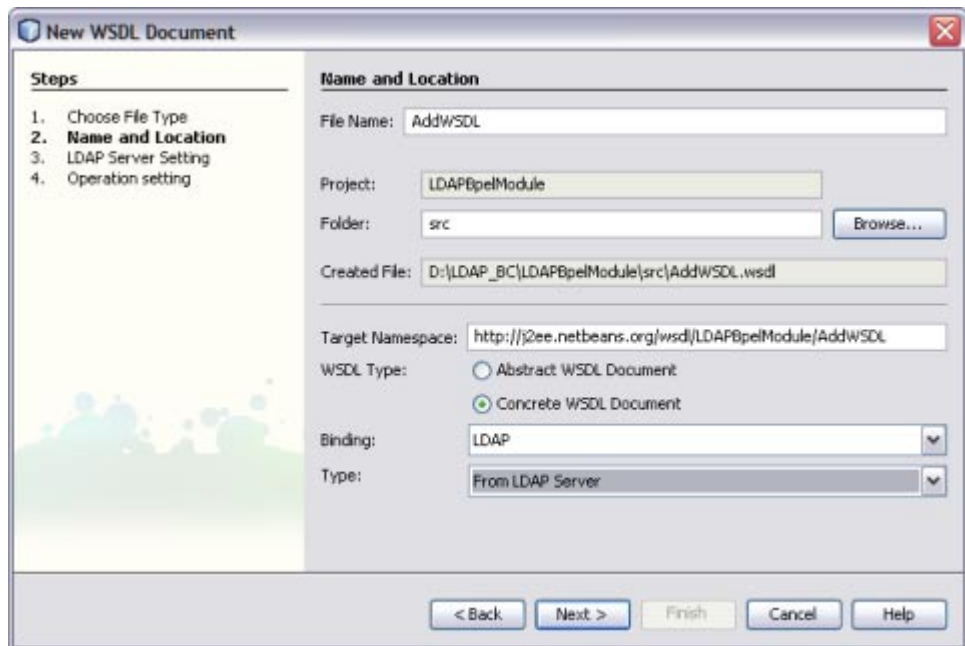 New WSDL Document
Steps
1. Choose File Type
2. Name and Location
3. LDAP Server Setting
4. Operation setting
Name and Location
File Name: AddWSDL
Project: LDAPBpelModule
Folder: src Browse...
Created File: D:\LDAP_BC\LDAPBpelModule\src\AddWSDL.wsdl
Target Namespace: http://j2ee.netbeans.org/wsdl/LDAPBpelModule/AddWSDL
WSDL Type: Abstract WSDL Document
Concrete WSDL Document
Binding: LDAP
Type: From LDAP Server
< Back Next > Finish Cancel Help